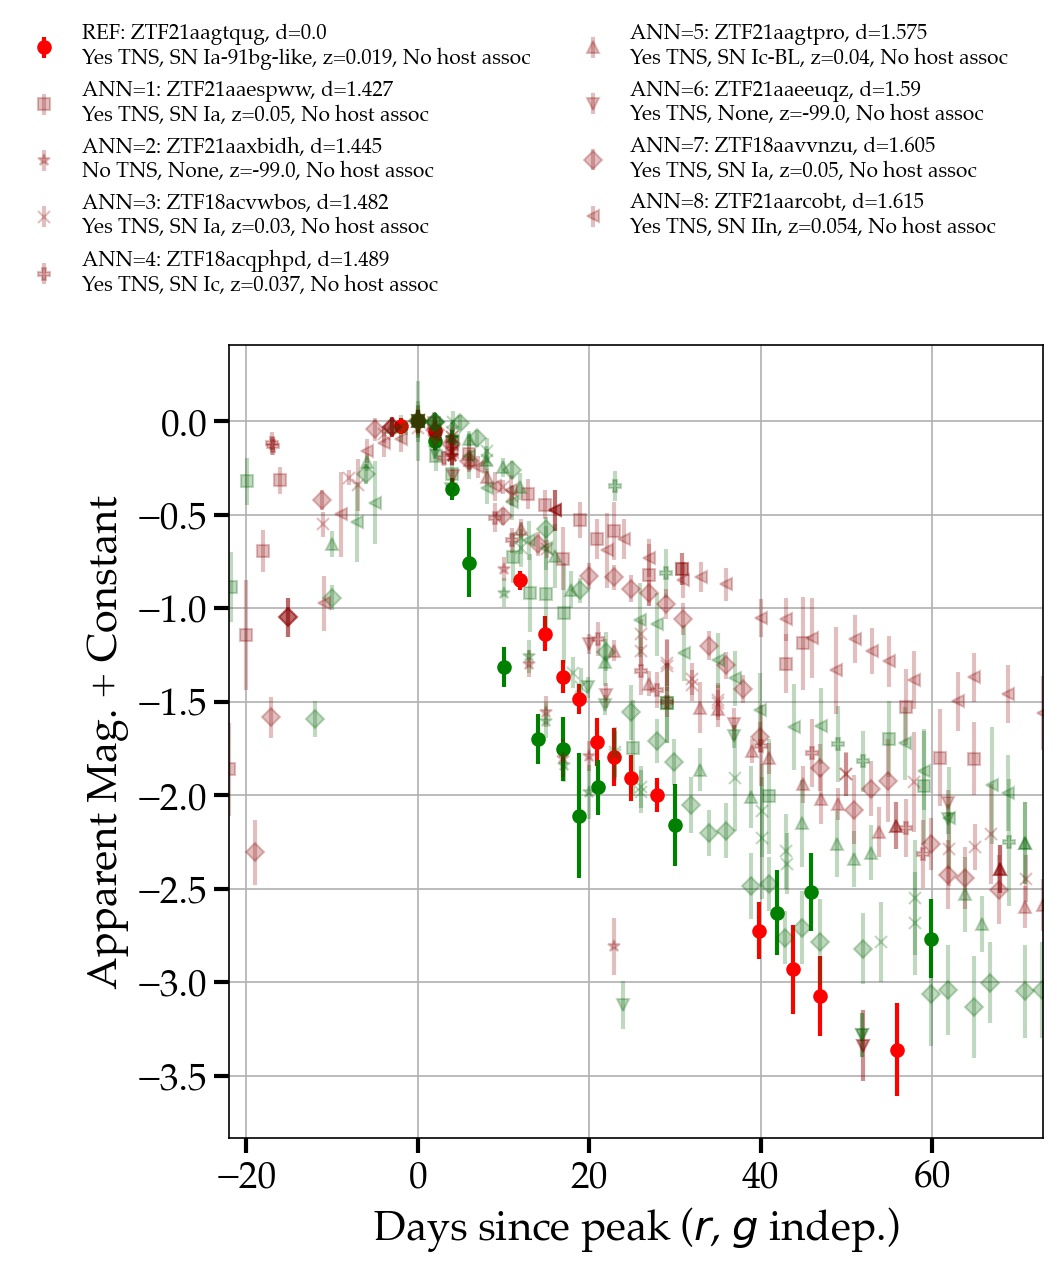 REF: ZTF21aagtqug, d=0.0
Yes TNS, SN Ia-91bg-like, z=0.019, No host assoc
ANN=1: ZTF21aaespww, d=1.427
Yes TNS, SN Ia, z=0.05, No host assoc
ANN=2: ZTF21aaxbidh, d=1.445
No TNS, None, z=-99.0, No host assoc
ANN=3: ZTF18acvwbos, d=1.482
Yes TNS, SN Ia, z=0.03, No host assoc
ANN=4: ZTF18acqphpd, d=1.489
Yes TNS, SN Ic, z=0.037, No host assoc
ANN=5: ZTF21aagtpro, d=1.575
Yes TNS, SN Ic-BL, z=0.04, No host assoc
ANN=6: ZTF21aaeeuqz, d=1.59
Yes TNS, None, z=-99.0, No host assoc
ANN=7: ZTF18aavvnzu, d=1.605
Yes TNS, SN Ia, z=0.05, No host assoc
ANN=8: ZTF21aarcobt, d=1.615
Yes TNS, SN IIn, z=0.054, No host assoc
Apparent Mag. + Constant
0.0
−0.5
−1.0
−1.5
−2.0
−2.5
−3.0
−3.5
−20 0 20 40 60
Days since peak (r, g indep.)